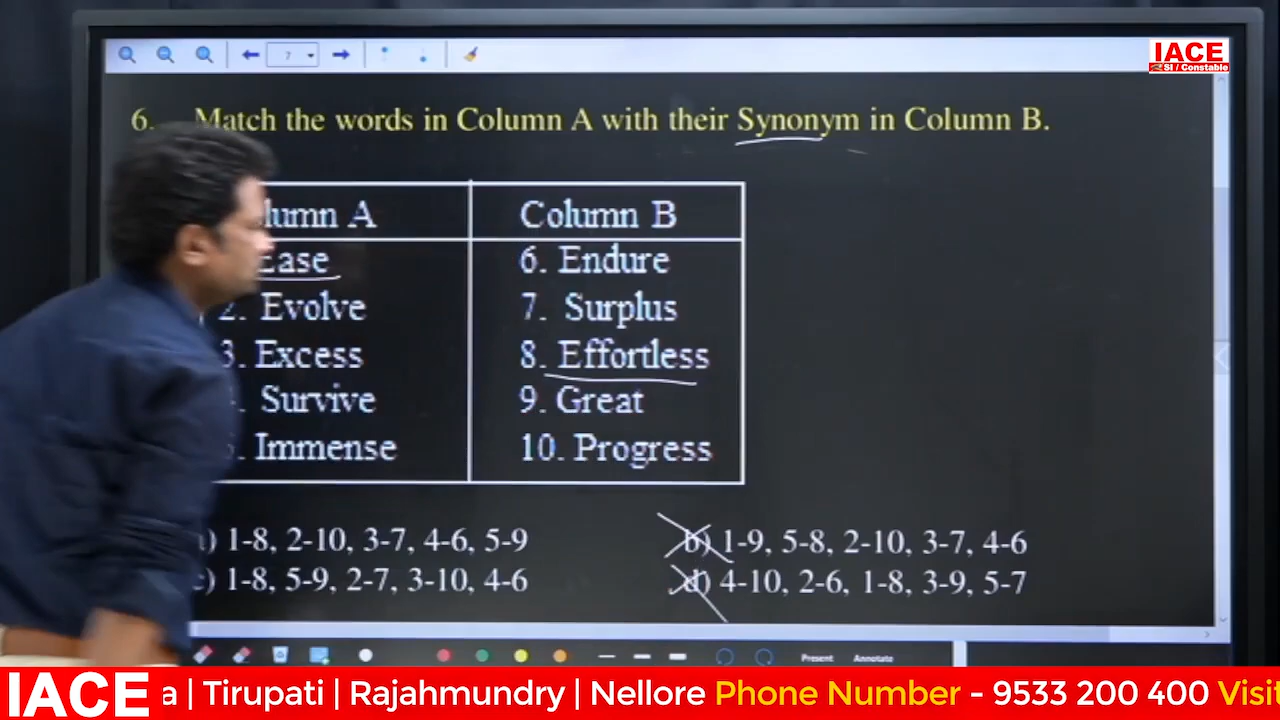 7
IACE
SI / Constable
6. Match the words in Column A with their Synonym in Column B.
lumn A Column B
Ease 6. Endure
2. Evolve 7. Surplus
3. Excess 8. Effortless
. Survive 9. Great
. Immense 10. Progress
) 1-8, 2-10, 3-7, 4-6, 5-9 b) 1-9, 5-8, 2-10, 3-7, 4-6
c) 1-8, 5-9, 2-7, 3-10, 4-6 d) 4-10, 2-6, 1-8, 3-9, 5-7
Present Annotate
IACE a | Tirupati | Rajahmundry | Nellore Phone Number - 9533 200 400 Visit